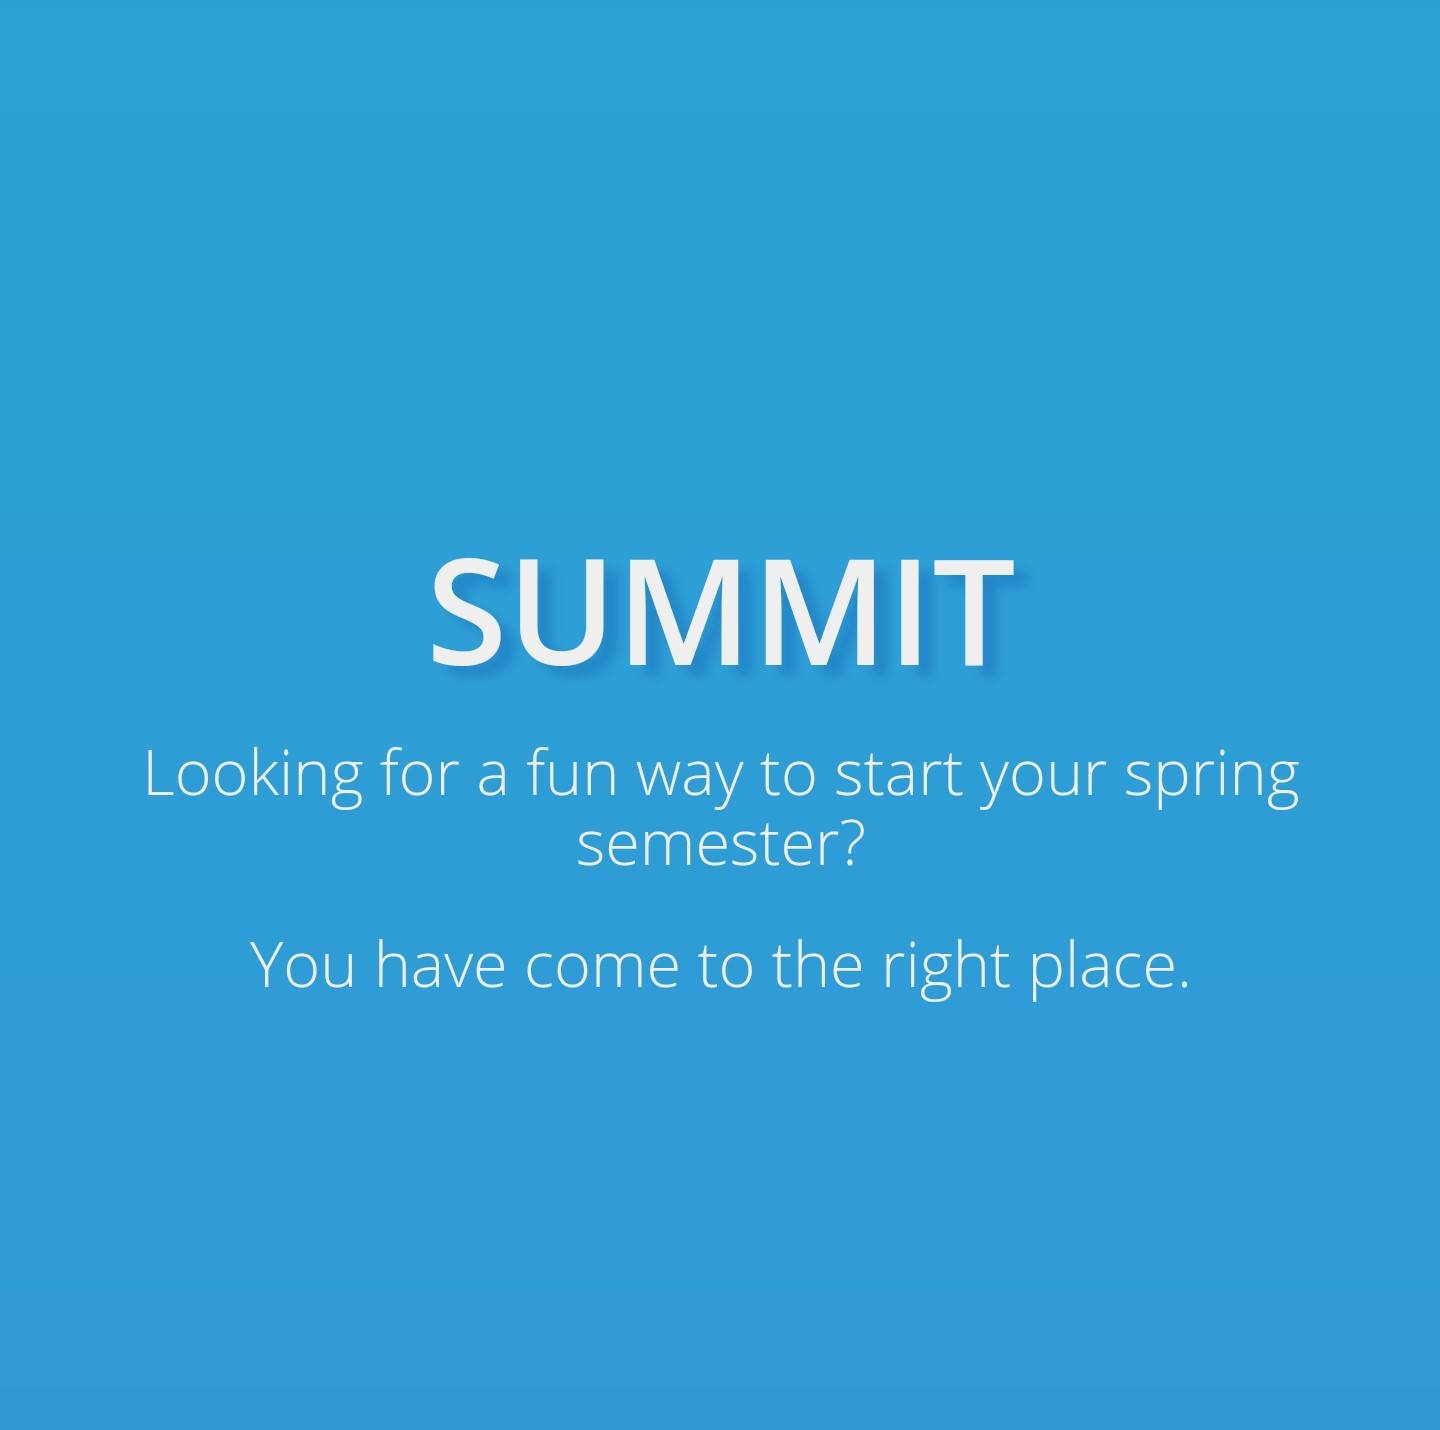 SUMMIT
Looking for a fun way to start your spring
semester?
You have come to the right place.